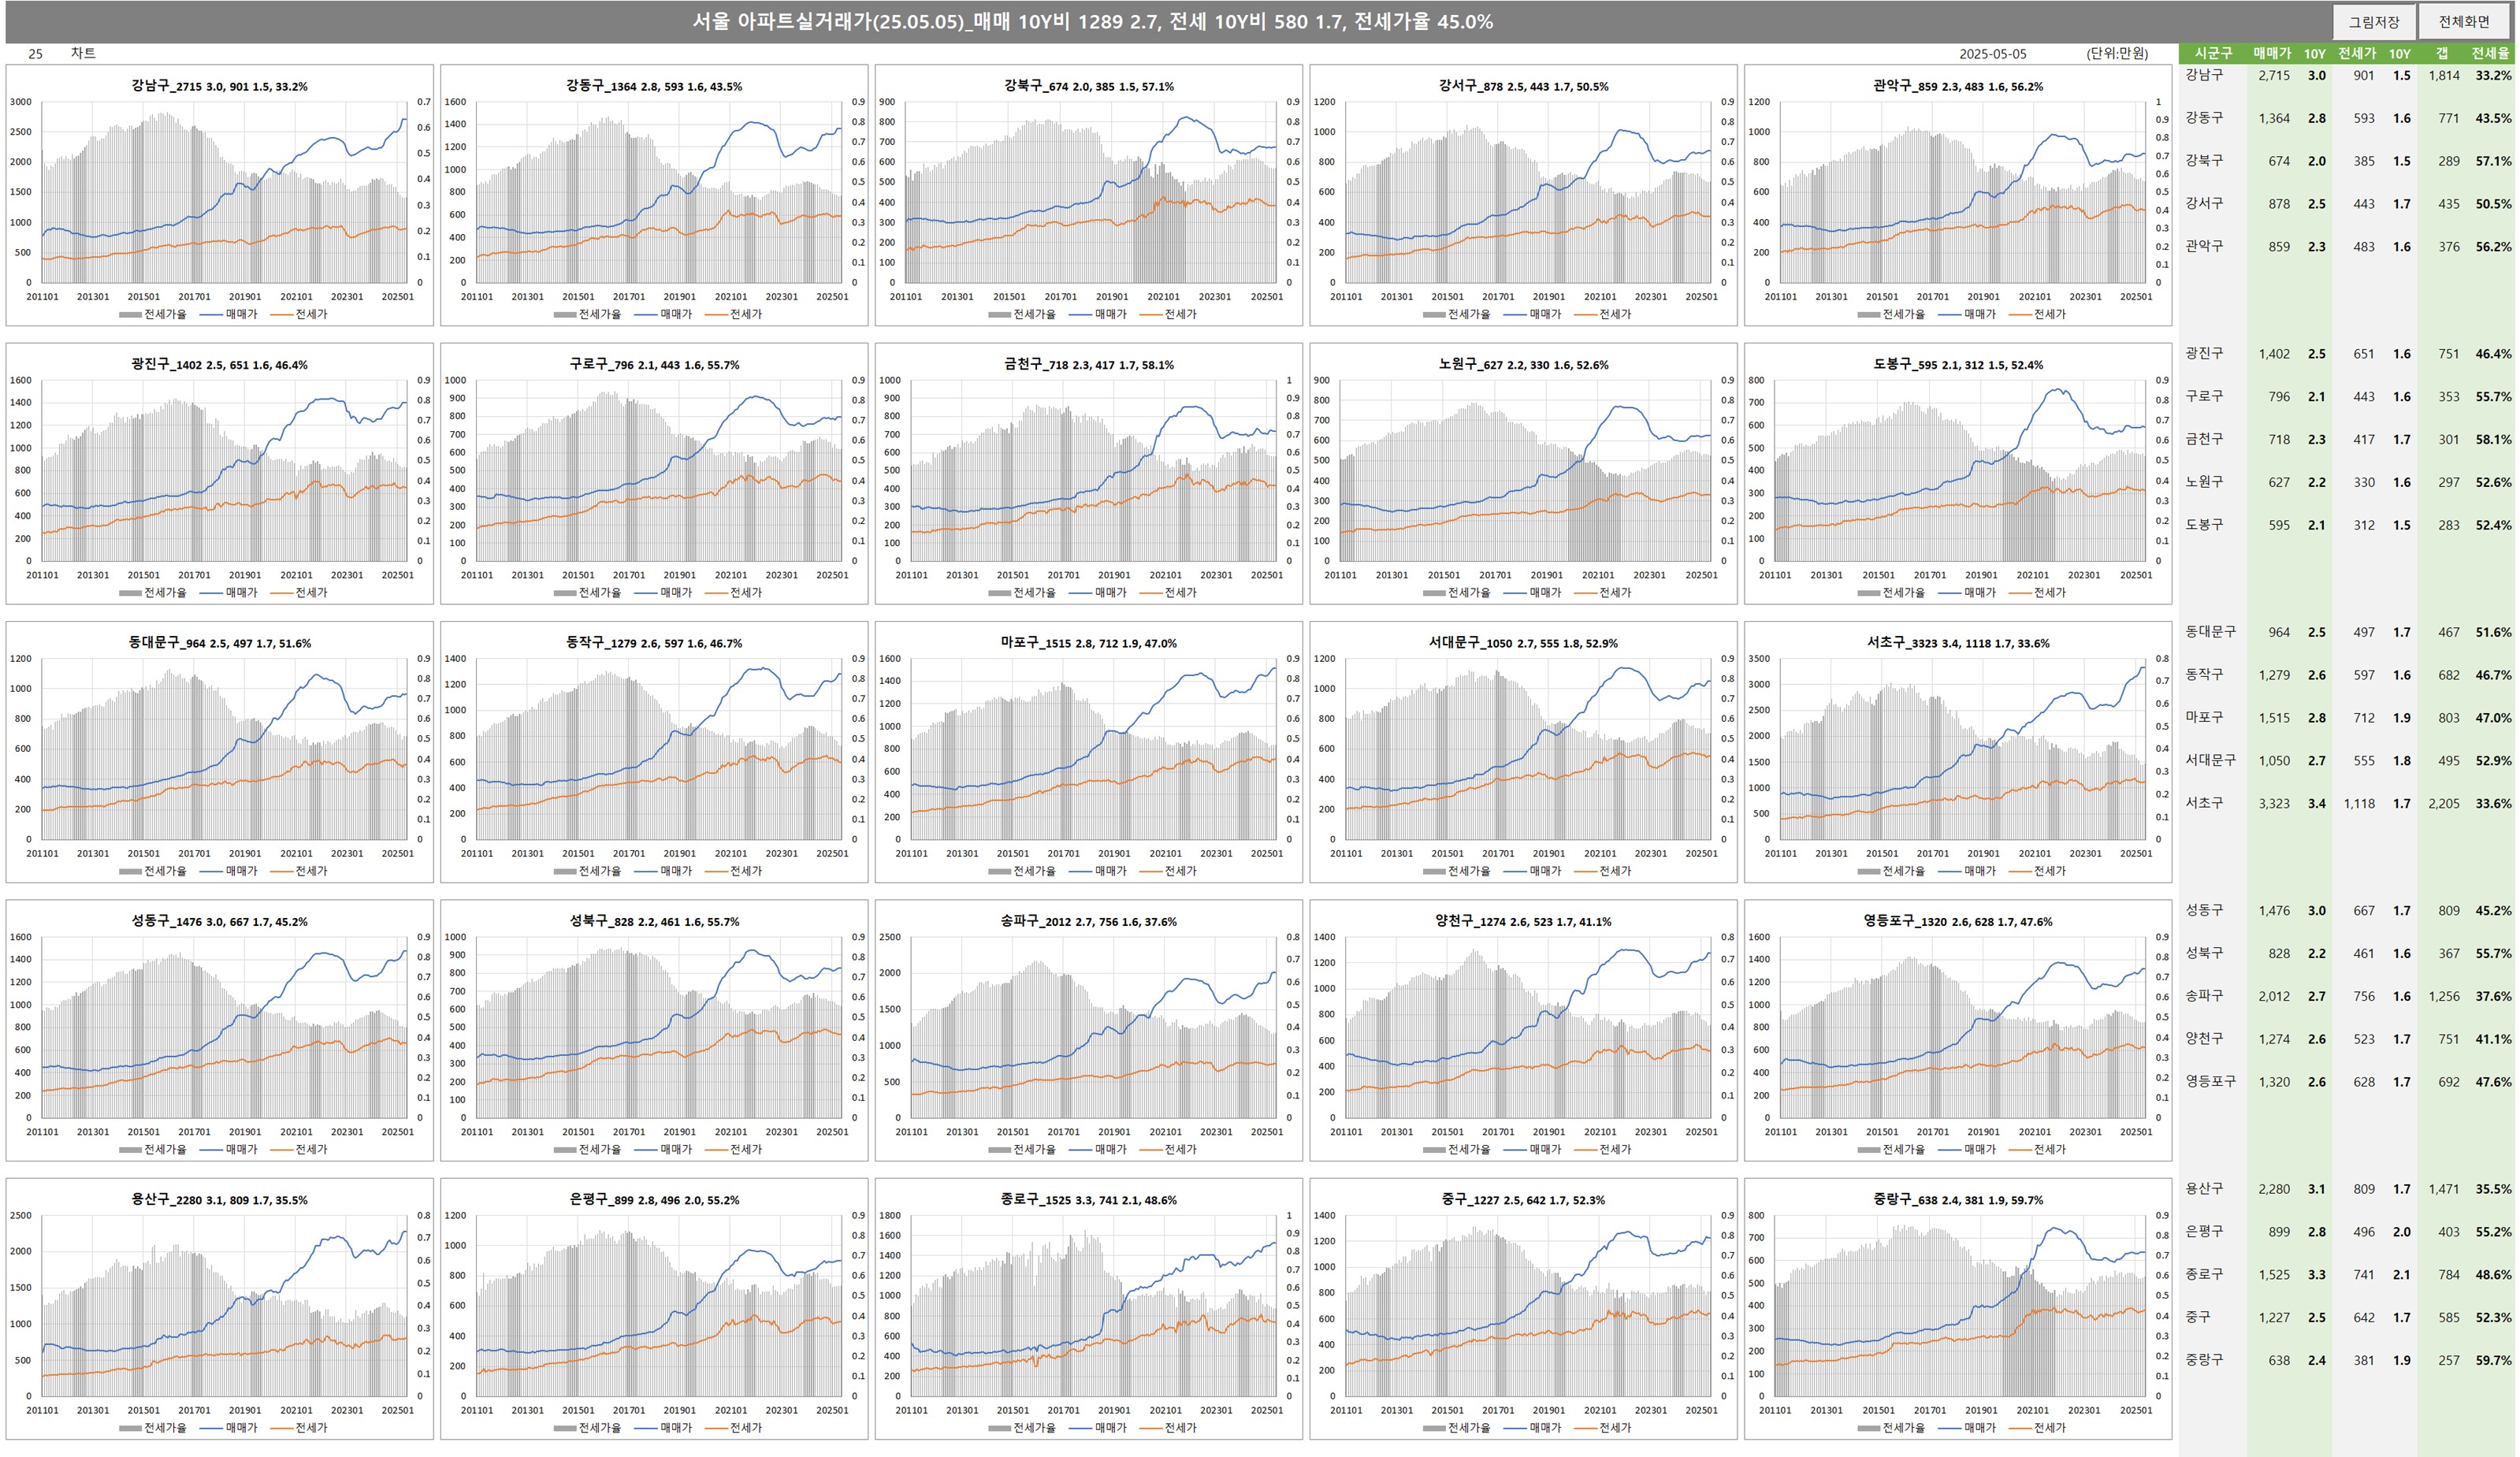 서울 아파트실거래가(25.05.05)_매매 10Y비 1289 2.7, 전세 10Y비 580 1.7, 전세가율 45.0%
그림저장 전체화면
25 차트 2025-05-05 (단위:만원)
시군구 매매가 10Y 전세가 10Y 갭 전세율
강남구_2715 3.0, 901 1.5, 33.2%
강동구_1364 2.8, 593 1.6, 43.5%
강북구_674 2.0, 385 1.5, 57.1%
강서구_878 2.5, 443 1.7, 50.5%
관악구_859 2.3, 483 1.6, 56.2%
전세가율 매매가 전세가
강남구 2,715 3.0 901 1.5 1,814 33.2%
강동구 1,364 2.8 593 1.6 771 43.5%
강북구 674 2.0 385 1.5 289 57.1%
강서구 878 2.5 443 1.7 435 50.5%
관악구 859 2.3 483 1.6 376 56.2%
광진구_1402 2.5, 651 1.6, 46.4%
구로구_796 2.1, 443 1.6, 55.7%
금천구_718 2.3, 417 1.7, 58.1%
노원구_627 2.2, 330 1.6, 52.6%
도봉구_595 2.1, 312 1.5, 52.4%
전세가율 매매가 전세가
광진구 1,402 2.5 651 1.6 751 46.4%
구로구 796 2.1 443 1.6 353 55.7%
금천구 718 2.3 417 1.7 301 58.1%
노원구 627 2.2 330 1.6 297 52.6%
도봉구 595 2.1 312 1.5 283 52.4%
동대문구_964 2.5, 497 1.7, 51.6%
동작구_1279 2.6, 597 1.6, 46.7%
마포구_1515 2.8, 712 1.9, 47.0%
서대문구_1050 2.7, 555 1.8, 52.9%
서초구_3323 3.4, 1118 1.7, 33.6%
전세가율 매매가 전세가
동대문구 964 2.5 497 1.7 467 51.6%
동작구 1,279 2.6 597 1.6 682 46.7%
마포구 1,515 2.8 712 1.9 803 47.0%
서대문구 1,050 2.7 555 1.8 495 52.9%
서초구 3,323 3.4 1,118 1.7 2,205 33.6%
성동구_1476 3.0, 667 1.7, 45.2%
성북구_828 2.2, 461 1.6, 55.7%
송파구_2012 2.7, 756 1.6, 37.6%
양천구_1274 2.6, 523 1.7, 41.1%
영등포구_1320 2.6, 628 1.7, 47.6%
전세가율 매매가 전세가
성동구 1,476 3.0 667 1.7 809 45.2%
성북구 828 2.2 461 1.6 367 55.7%
송파구 2,012 2.7 756 1.6 1,256 37.6%
양천구 1,274 2.6 523 1.7 751 41.1%
영등포구 1,320 2.6 628 1.7 692 47.6%
용산구_2280 3.1, 809 1.7, 35.5%
은평구_899 2.8, 496 2.0, 55.2%
종로구_1525 3.3, 741 2.1, 48.6%
중구_1227 2.5, 642 1.7, 52.3%
중랑구_638 2.4, 381 1.9, 59.7%
전세가율 매매가 전세가
용산구 2,280 3.1 809 1.7 1,471 35.5%
은평구 899 2.8 496 2.0 403 55.2%
종로구 1,525 3.3 741 2.1 784 48.6%
중구 1,227 2.5 642 1.7 585 52.3%
중랑구 638 2.4 381 1.9 257 59.7%